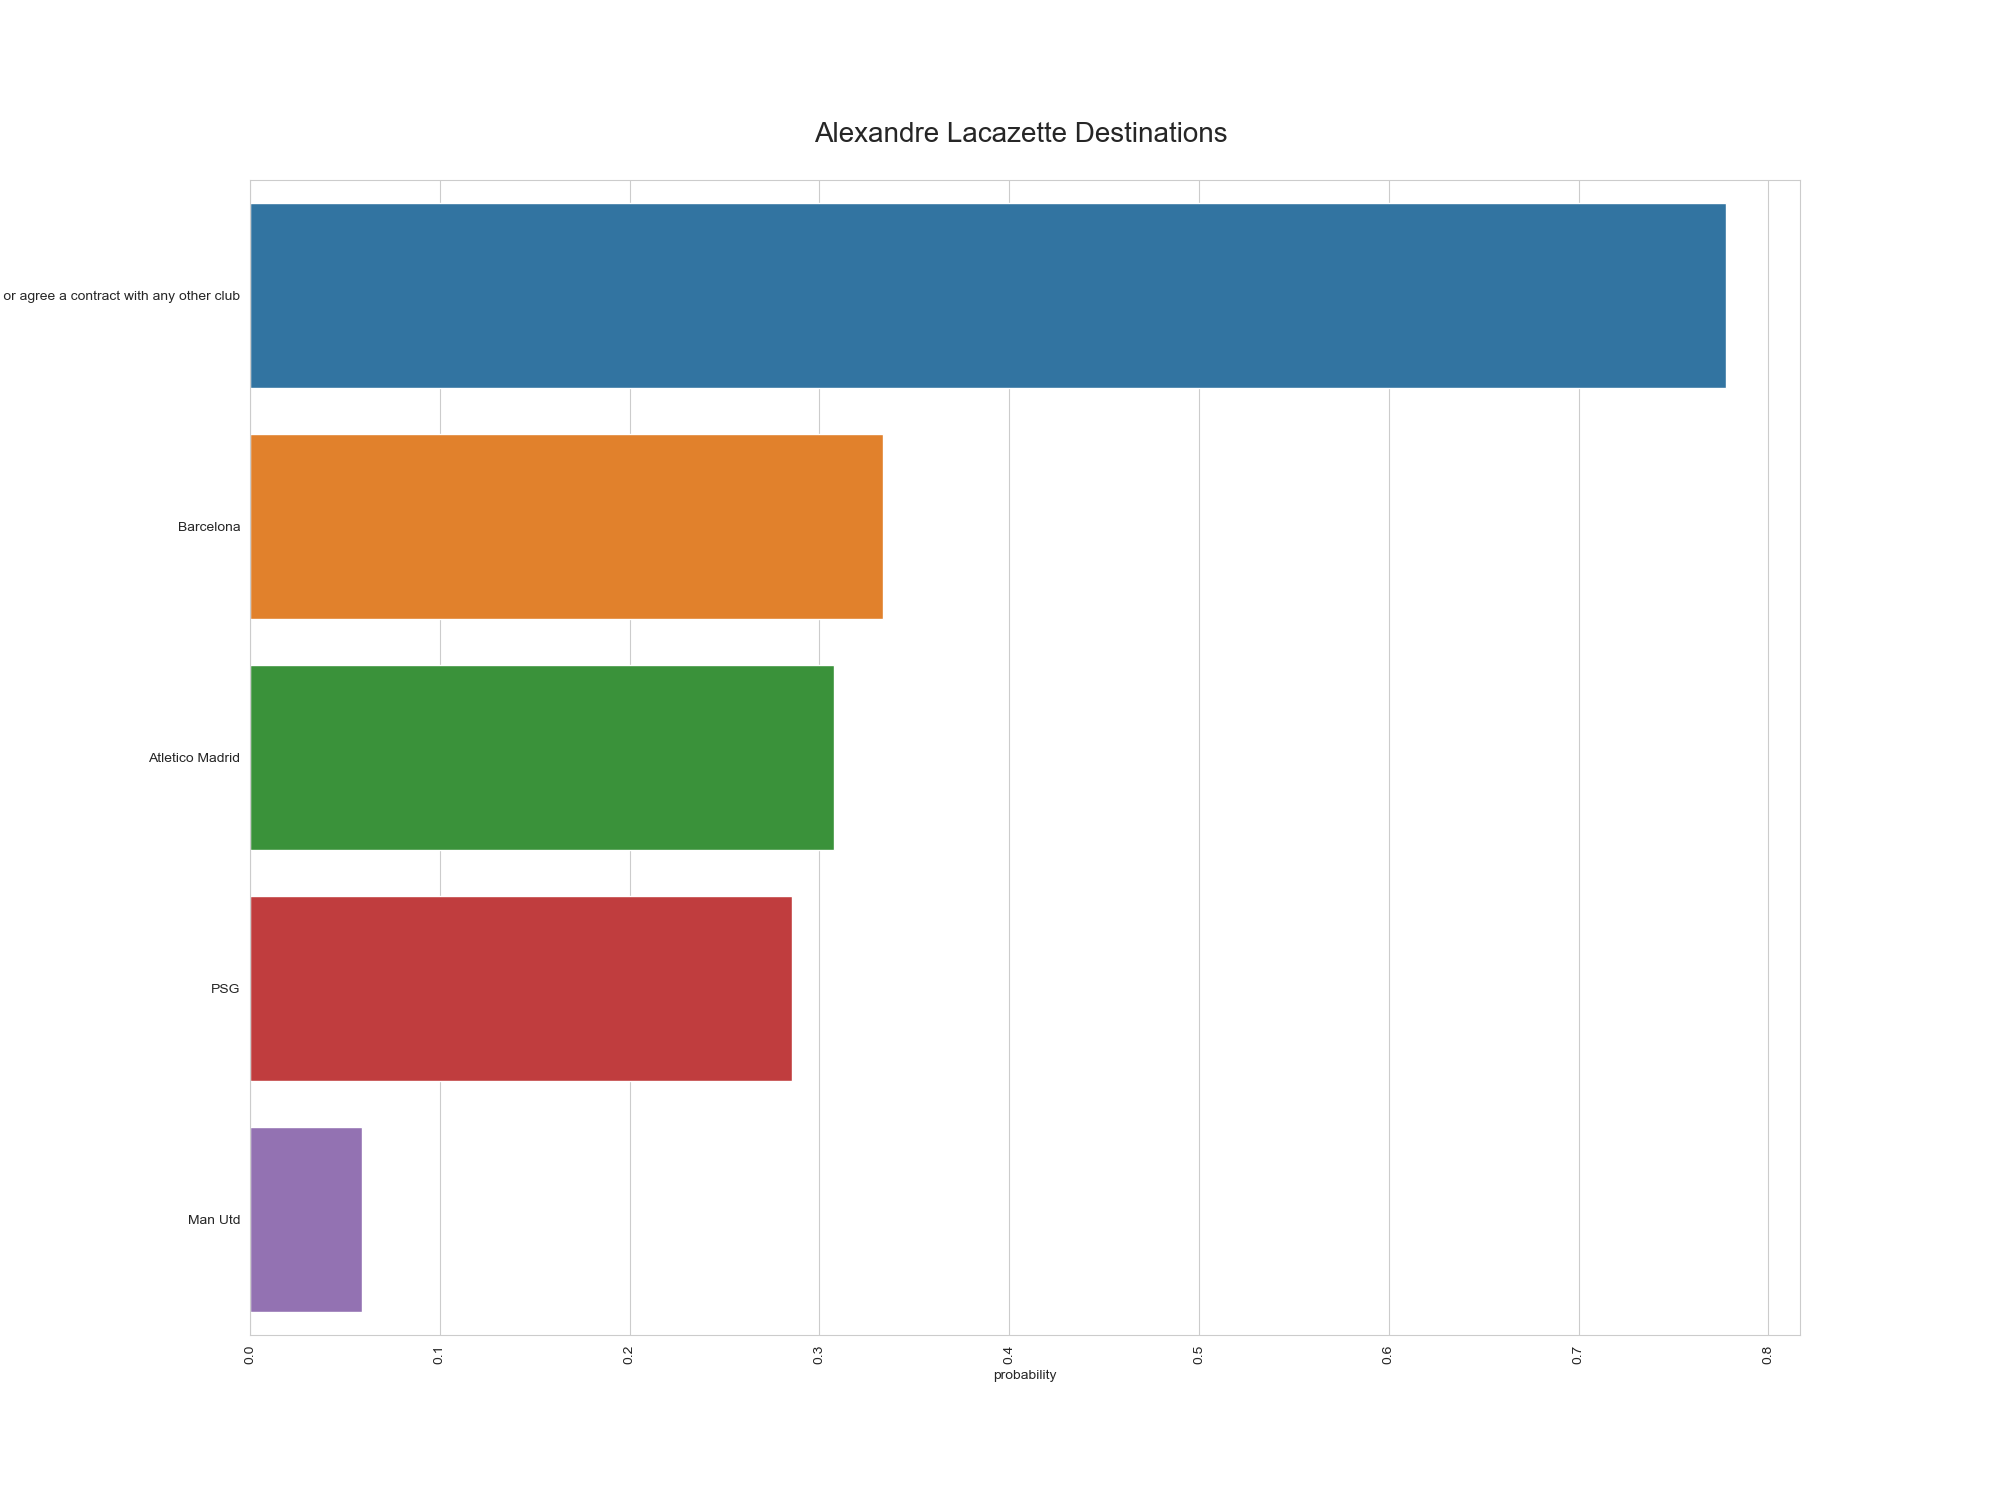 Alexandre Lacazette Destinations
or agree a contract with any other club
Barcelona
Atletico Madrid
PSG
Man Utd
0.0
0.1
0.2
0.3
0.4
0.5
0.6
0.7
0.8
probability